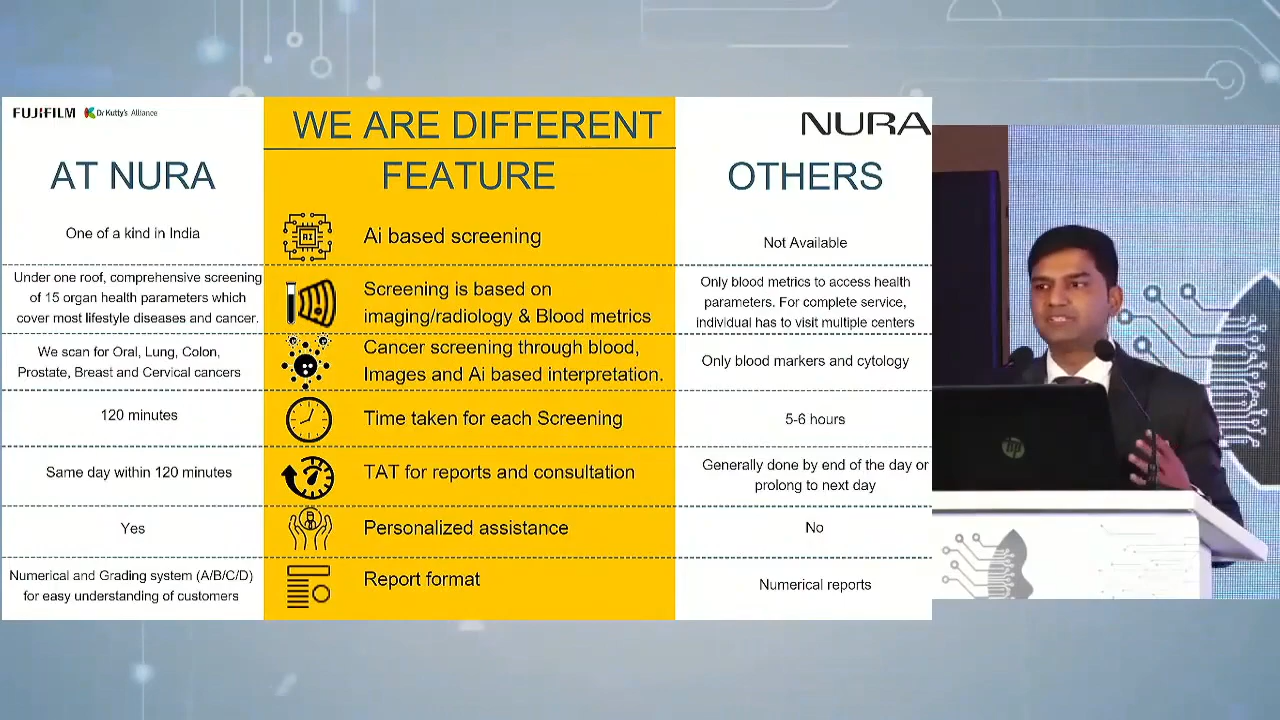 FUJIFILM Dr Kutty's Alliance
WE ARE DIFFERENT
NURA
AT NURA
FEATURE
OTHERS
One of a kind in India
AI
Ai based screening
Not Available
Under one roof, comprehensive screening
of 15 organ health parameters which
cover most lifestyle diseases and cancer.
Screening is based on
imaging/radiology & Blood metrics
Only blood metrics to access health
parameters. For complete service,
individual has to visit multiple centers
We scan for Oral, Lung, Colon,
Prostate, Breast and Cervical cancers
Cancer screening through blood,
Images and Ai based interpretation.
Only blood markers and cytology
120 minutes
Time taken for each Screening
5-6 hours
Same day within 120 minutes
TAT for reports and consultation
Generally done by end of the day or
prolong to next day
Yes
Personalized assistance
No
Numerical and Grading system (A/B/C/D)
for easy understanding of customers
Report format
Numerical reports
hp